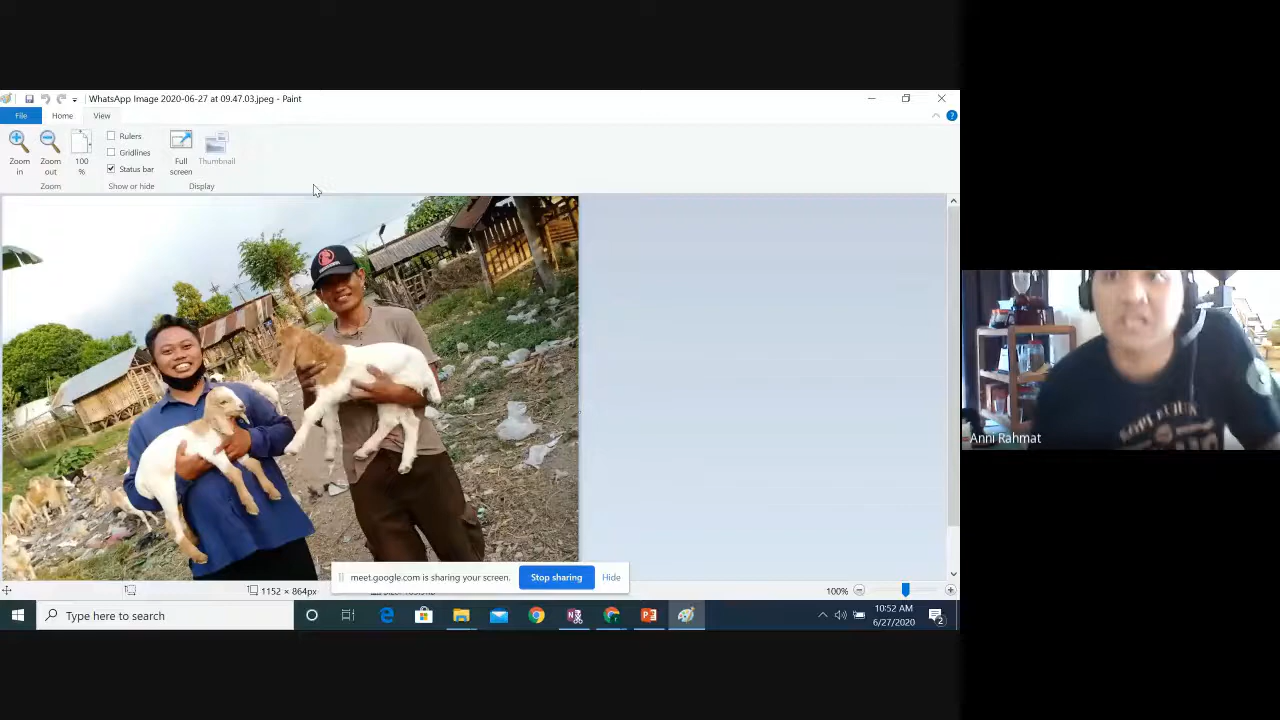 WhatsApp Image 2020-06-27 at 09.47.03.jpeg - Paint
File Home View
Zoom in
Zoom out
100 %
Rulers
Gridlines
Status bar
Full screen
Thumbnail
Zoom
Show or hide
Display
Anni Rahmat
KOPI
meet.google.com is sharing your screen.
Stop sharing
Hide
1152 × 864px
100%
Type here to search
10:52 AM
6/27/2020
2